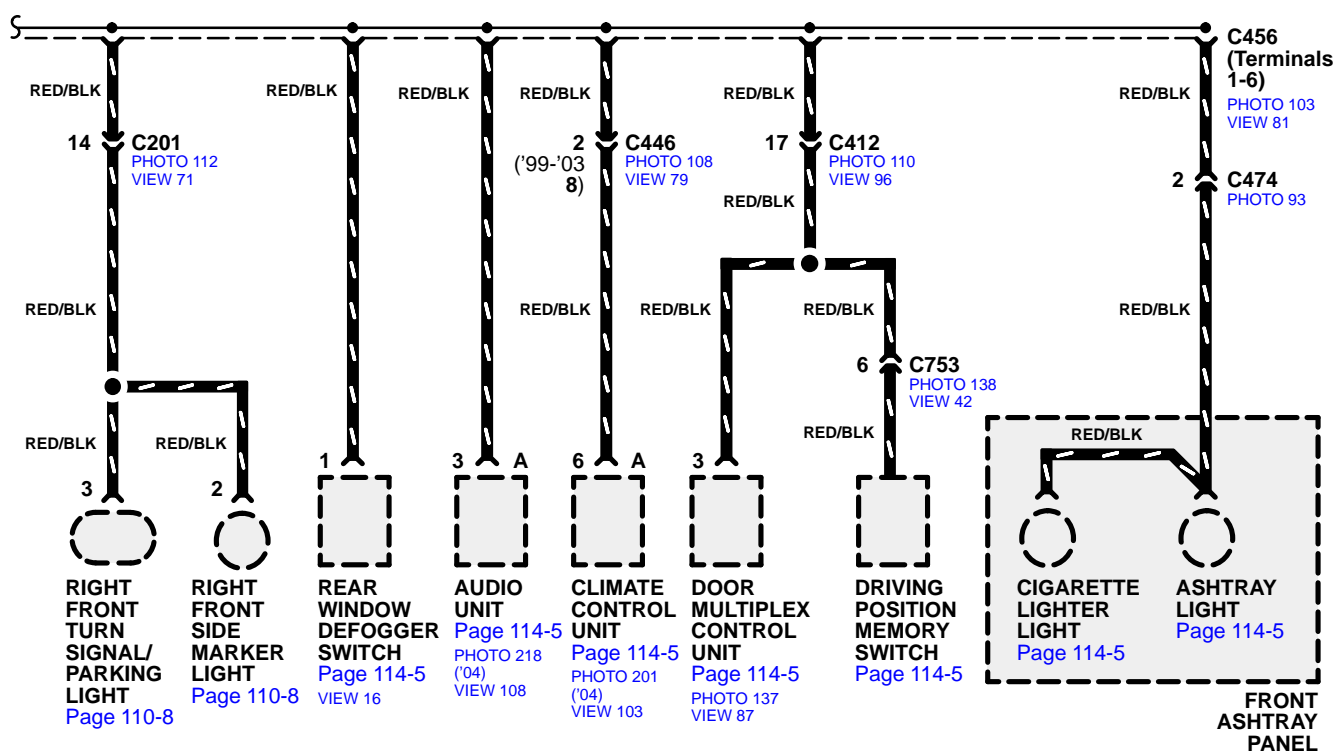 C456
(Terminals
1-6)
PHOTO 103
VIEW 81
RED/BLK
RED/BLK
RED/BLK
RED/BLK
RED/BLK
RED/BLK
14
C201
PHOTO 112
VIEW 71
2
('99-'03
8)
C446
PHOTO 108
VIEW 79
17
C412
PHOTO 110
VIEW 96
2
C474
PHOTO 93
RED/BLK
RED/BLK
RED/BLK
RED/BLK
RED/BLK
RED/BLK
6
C753
PHOTO 138
VIEW 42
RED/BLK
RED/BLK
RED/BLK
RED/BLK
3
2
1
3
A
6
A
3
RIGHT
FRONT
TURN
SIGNAL/
PARKING
LIGHT
Page 110-8
RIGHT
FRONT
SIDE
MARKER
LIGHT
Page 110-8
REAR
WINDOW
DEFOGGER
SWITCH
Page 114-5
VIEW 16
AUDIO
UNIT
Page 114-5
PHOTO 218
('04)
VIEW 108
CLIMATE
CONTROL
UNIT
Page 114-5
PHOTO 201
('04)
VIEW 103
DOOR
MULTIPLEX
CONTROL
UNIT
Page 114-5
PHOTO 137
VIEW 87
DRIVING
POSITION
MEMORY
SWITCH
Page 114-5
CIGARETTE
LIGHTER
LIGHT
Page 114-5
ASHTRAY
LIGHT
Page 114-5
FRONT
ASHTRAY
PANEL